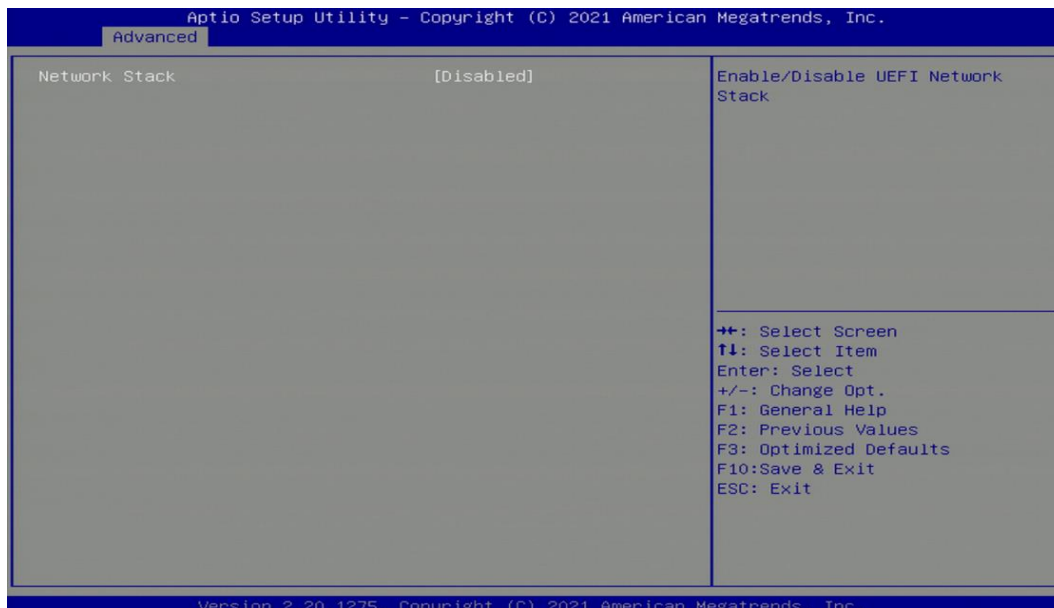 Aptio Setup Utility – Copyright (C) 2021 American Megatrends, Inc.
Advanced
Network Stack [Disabled]
Enable/Disable UEFI Network
Stack
→←: Select Screen
↑↓: Select Item
Enter: Select
+/-: Change Opt.
F1: General Help
F2: Previous Values
F3: Optimized Defaults
F10:Save & Exit
ESC: Exit
Version 2.20.1275. Copyright (C) 2021 American Megatrends, Inc.